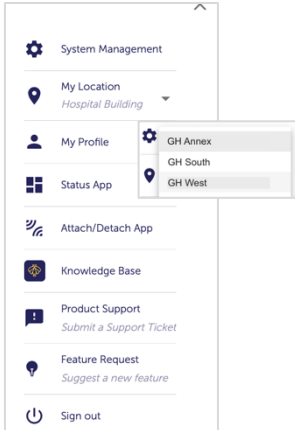 System Management
My Location
Hospital Building
My Profile
GH Annex
GH South
GH West
Status App
Attach/Detach App
Knowledge Base
Product Support
Submit a Support Ticket
Feature Request
Suggest a new feature
Sign out